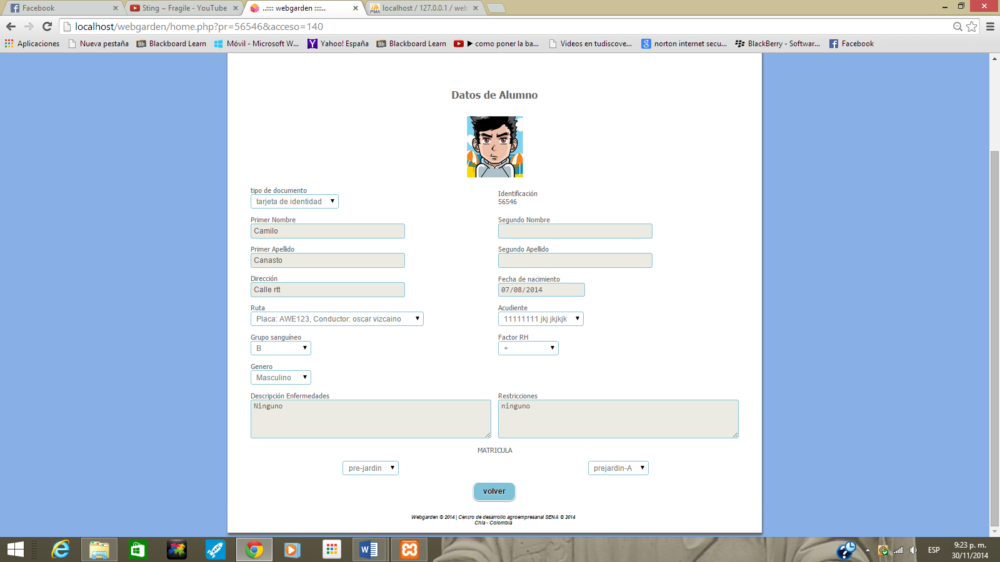 Facebook
Sting ~ Fragile - YouTube
..:::: webgarden ::::..
localhost / 127.0.0.1 / web
localhost/webgarden/home.php?pr=56546&acceso=140
Aplicaciones
Nueva pestaña
Blackboard Learn
Móvil - Microsoft W...
Yahoo! España
Blackboard Learn
▶ como poner la ba...
Videos en tudiscove...
norton internet secu...
BlackBerry - Softwar...
Facebook
Datos de Alumno
tipo de documento
tarjeta de identidad
Identificación
56546
Primer Nombre
Camilo
Segundo Nombre
Primer Apellido
Canasto
Segundo Apellido
Dirección
Calle rtt
Fecha de nacimiento
07/08/2014
Ruta
Placa: AWE123, Conductor: oscar vizcaino
Acudiente
11111111 jkj jkjkjk
Grupo sanguíneo
B
Factor RH
+
Genero
Masculino
Descripción Enfermedades
Ninguno
Restricciones
ninguno
MATRICULA
pre-jardin
prejardin-A
volver
Webgarden © 2014 | Centro de desarrollo agroempresarial SENA © 2014
Chía - Colombia
ESP
9:23 p. m.
30/11/2014